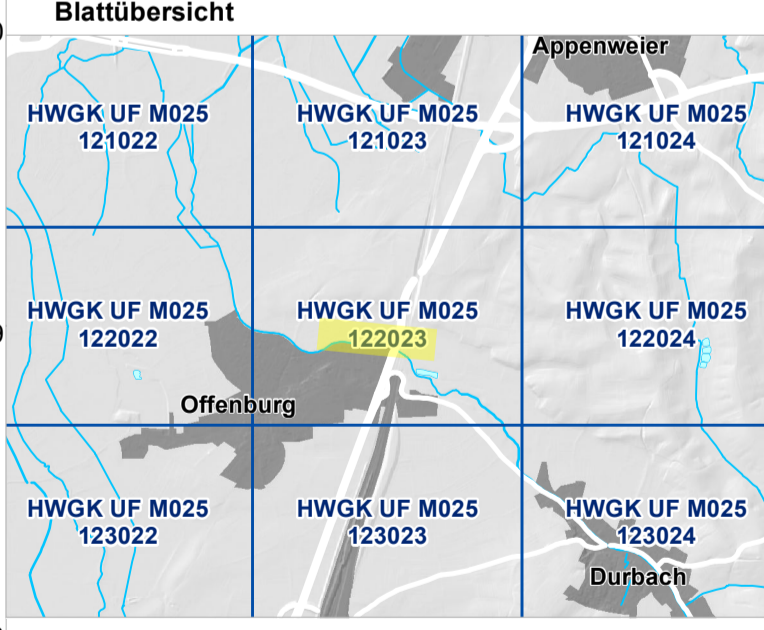 Blattübersicht
Appenweier
HWGK UF M025
121022
HWGK UF M025
121023
HWGK UF M025
121024
HWGK UF M025
122022
HWGK UF M025
122023
HWGK UF M025
122024
Offenburg
HWGK UF M025
123022
HWGK UF M025
123023
HWGK UF M025
123024
Durbach